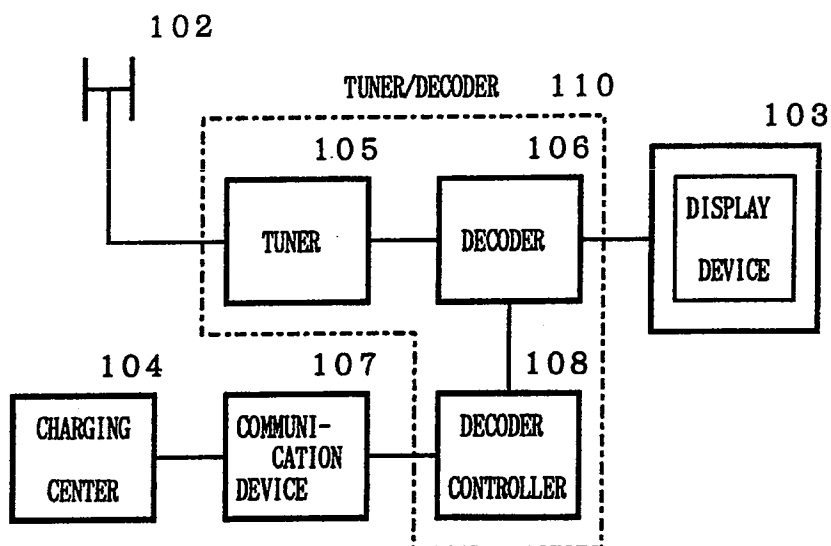 102
TUNER/DECODER 110
103
105
106
TUNER
DECODER
DISPLAY
DEVICE
104
107
108
CHARGING
CENTER
COMMUNI-
CATION
DEVICE
DECODER
CONTROLLER